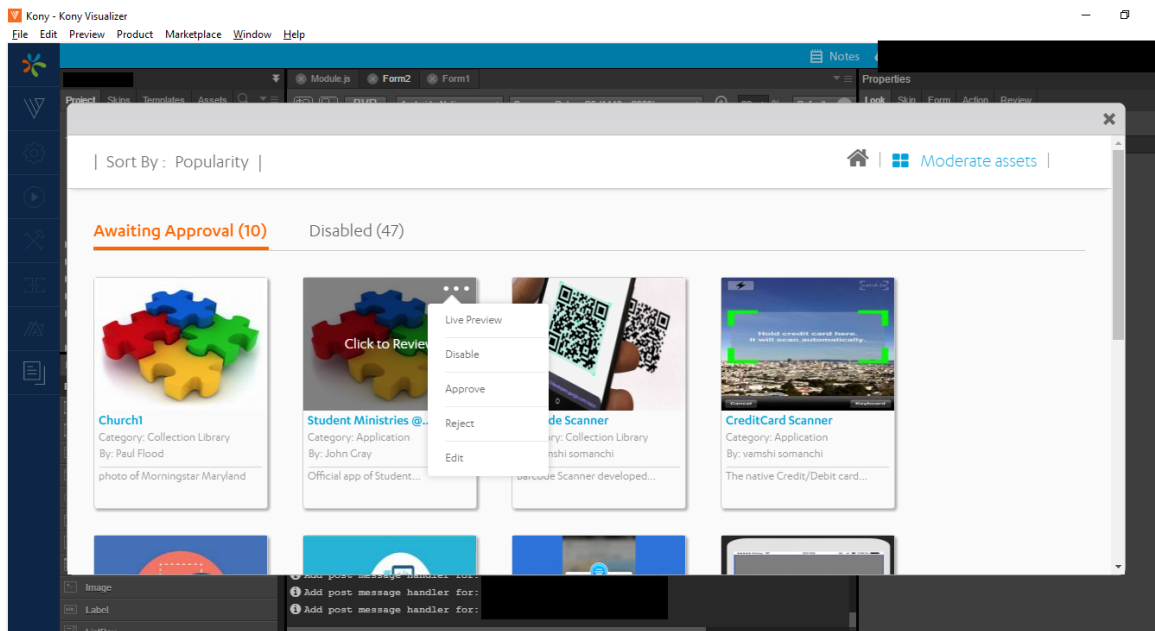 Kony - Kony Visualizer
File Edit Preview Product Marketplace Window Help
Notes
Module.js Form2 Form1
Properties
Project Skins Templates Assets
Look Skin Form Action Review
| Sort By : Popularity |
| Moderate assets |
Awaiting Approval (10) Disabled (47)
Click to Review
Live Preview
Disable
Approve
Reject
Edit
Church1
Category: Collection Library
By: Paul Flood
photo of Morningstar Maryland
Student Ministries @...
Category: Application
By: John Gray
Official app of Student...
de Scanner
Collection Library
somanchi
Barcode Scanner developed...
Hold credit card here.
It will scan automatically.
Cancel Keyboard
CreditCard Scanner
Category: Application
By: vamshi somanchi
The native Credit/Debit card...
Add post message handler for:
Image
Add post message handler for:
Label
Add post message handler for: